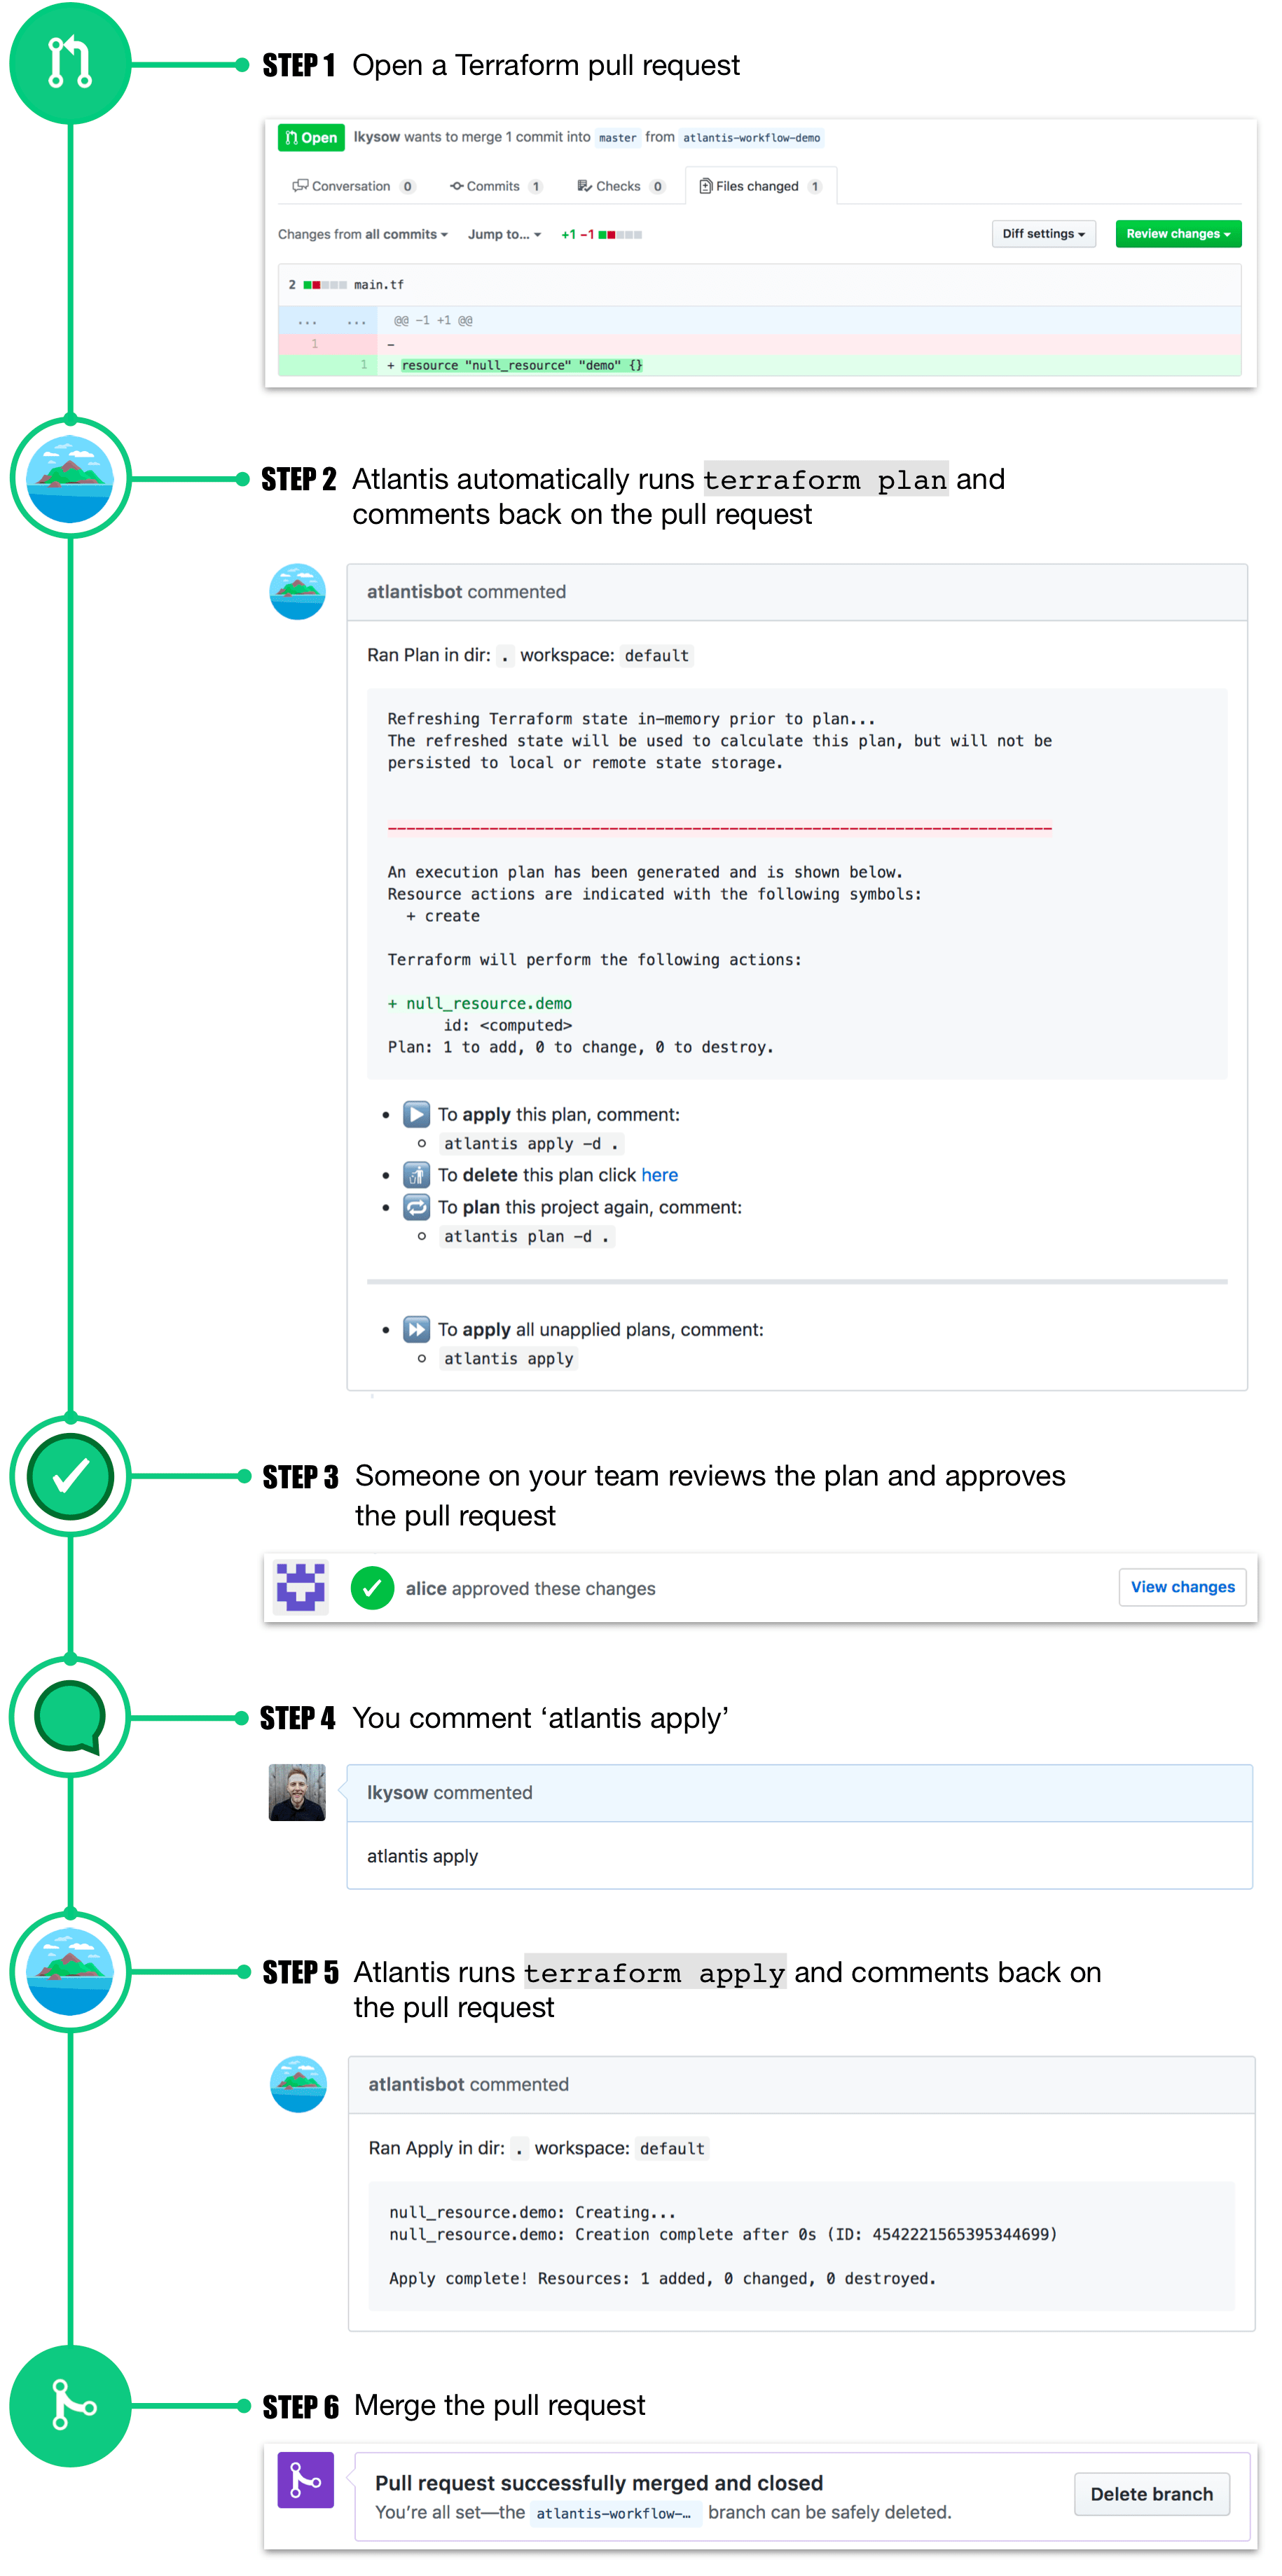 STEP 1 Open a Terraform pull request
Open lkysow wants to merge 1 commit into master from atlantis-workflow-demo
Conversation 0 Commits 1 Checks 0 Files changed 1
Changes from all commits Jump to... +1 −1 Diff settings Review changes
2 main.tf
... ... @@ -1 +1 @@
1 -
1 + resource "null_resource" "demo" {}
STEP 2 Atlantis automatically runs terraform plan and
comments back on the pull request
atlantisbot commented
Ran Plan in dir: . workspace: default
Refreshing Terraform state in-memory prior to plan...
The refreshed state will be used to calculate this plan, but will not be
persisted to local or remote state storage.
------------------------------------------------------------------------
An execution plan has been generated and is shown below.
Resource actions are indicated with the following symbols:
+ create
Terraform will perform the following actions:
+ null_resource.demo
id: <computed>
Plan: 1 to add, 0 to change, 0 to destroy.
To apply this plan, comment:
atlantis apply -d .
To delete this plan click here
To plan this project again, comment:
atlantis plan -d .
To apply all unapplied plans, comment:
atlantis apply
STEP 3 Someone on your team reviews the plan and approves
the pull request
alice approved these changes View changes
STEP 4 You comment ‘atlantis apply’
lkysow commented
atlantis apply
STEP 5 Atlantis runs terraform apply and comments back on
the pull request
atlantisbot commented
Ran Apply in dir: . workspace: default
null_resource.demo: Creating...
null_resource.demo: Creation complete after 0s (ID: 4542221565395344699)
Apply complete! Resources: 1 added, 0 changed, 0 destroyed.
STEP 6 Merge the pull request
Pull request successfully merged and closed
You’re all set—the atlantis-workflow-… branch can be safely deleted.
Delete branch